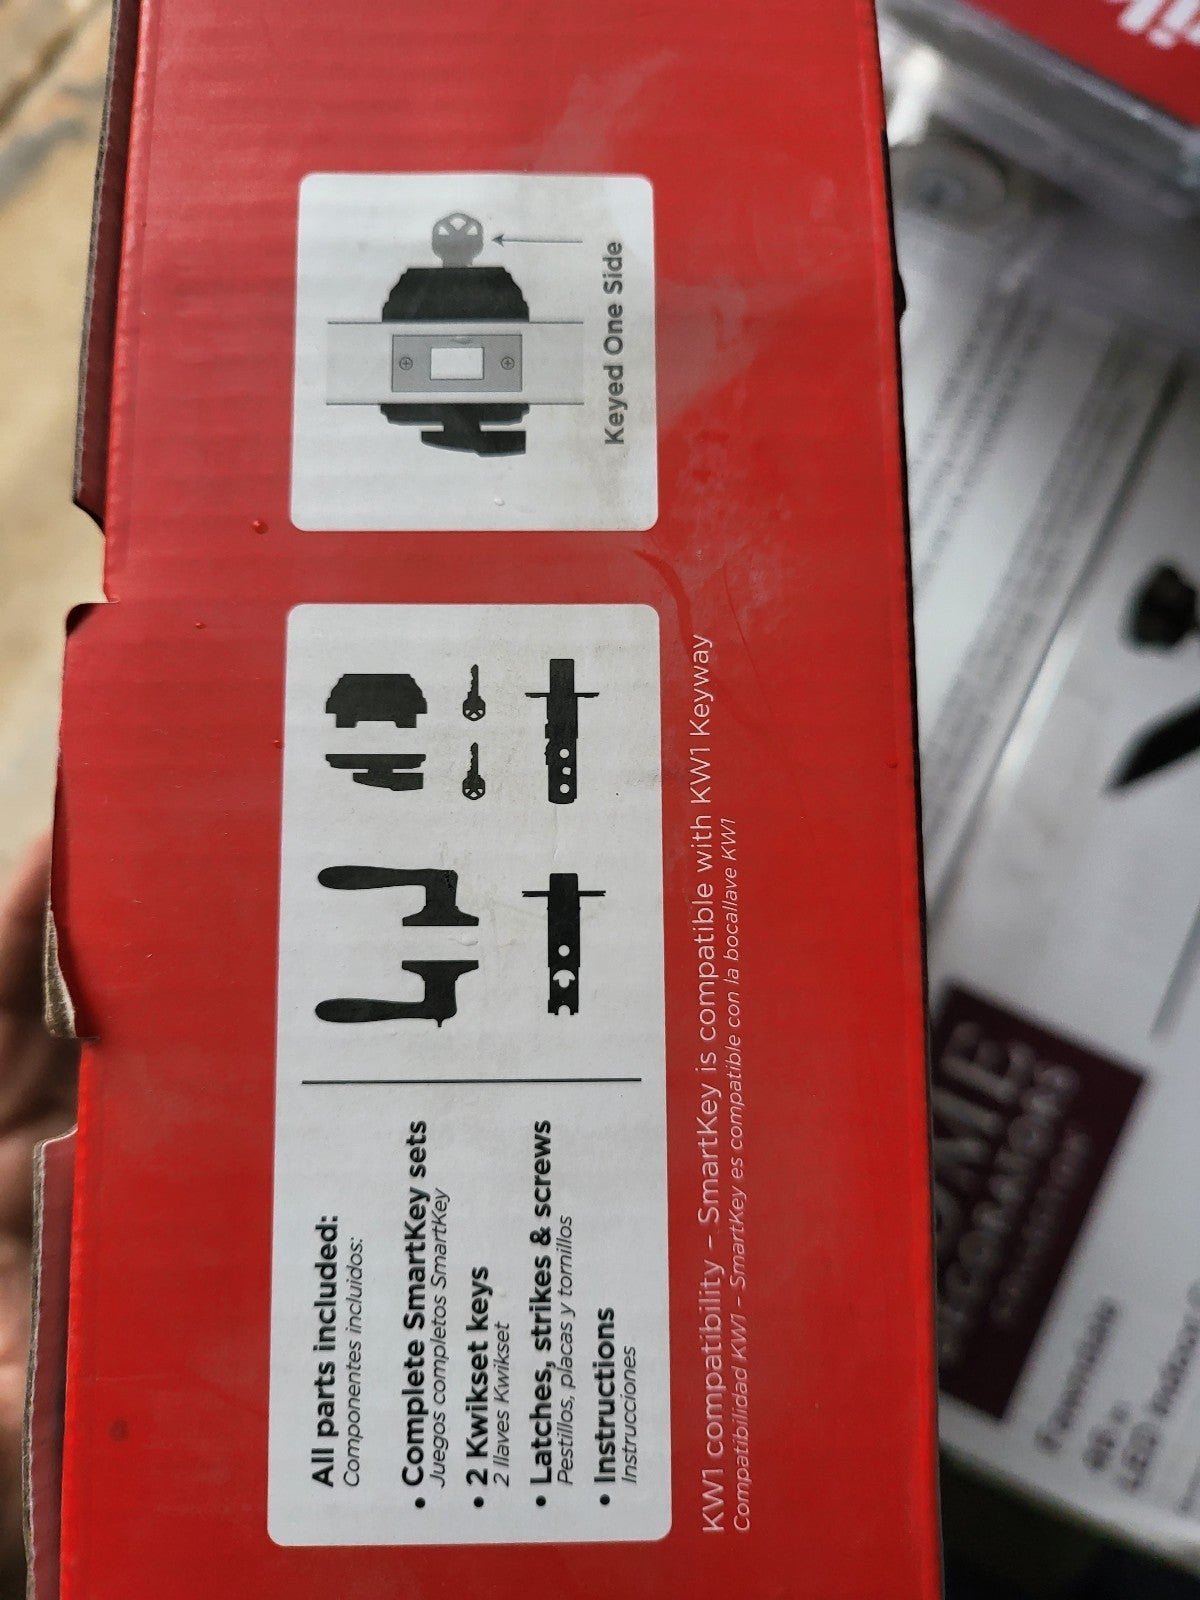 All parts included:
Componentes incluidos:
• Complete SmartKey sets
Juegos completos SmartKey
• 2 Kwikset keys
2 llaves Kwikset
• Latches, strikes & screws
Pestillos, placas y tornillos
• Instructions
Instrucciones
Keyed One Side
KW1 compatibility – SmartKey is compatible with KW1 Keyway
Compatibilidad KW1 – SmartKey es compatible con la bocallave KW1
HOME
DECORATORS